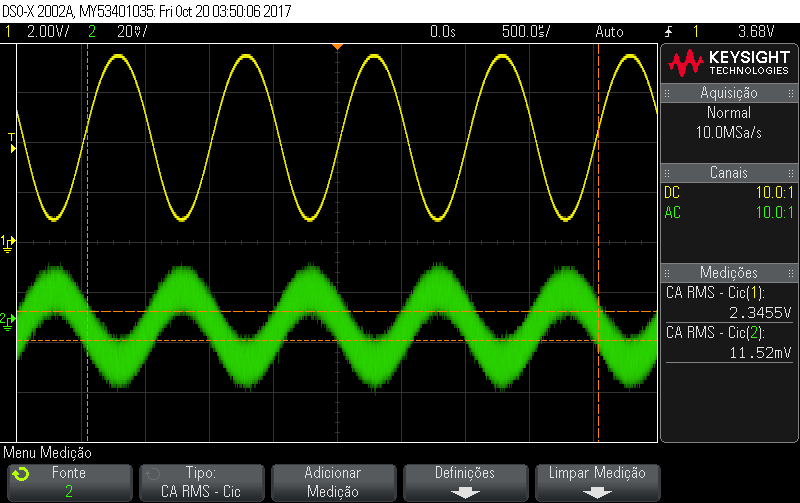 DSO-X 2002A, MY53401035: Fri Oct 20 03:50:06 2017
1 2.00V/ 2 20mV/ 0.0s 500.0us/ Auto 1 3.68V
KEYSIGHT
TECHNOLOGIES
Aquisição
Normal
10.0MSa/s
Canais
DC 10.0:1
AC 10.0:1
Medições
CA RMS - Cic(1):
2.3455V
CA RMS - Cic(2):
11.52mV
T
1
2
Menu Medição
Fonte
2
Tipo:
CA RMS - Cic
Adicionar
Medição
Definições
Limpar Medição